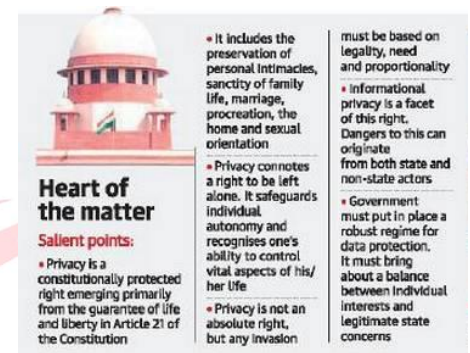 Heart of
the matter
Salient points:
• Privacy is a
constitutionally protected
right emerging primarily
from the guarantee of life
and liberty in Article 21 of
the Constitution
• It includes the
preservation of
personal intimacies,
sanctity of family
life, marriage,
procreation, the
home and sexual
orientation
• Privacy connotes
a right to be left
alone. It safeguards
individual
autonomy and
recognises one's
ability to control
vital aspects of his/
her life
• Privacy is not an
absolute right,
but any invasion
must be based on
legality, need
and proportionality
• Informational
privacy is a facet
of this right.
Dangers to this can
originate
from both state and
non-state actors
• Government
must put in place a
robust regime for
data protection.
It must bring
about a balance
between individual
interests and
legitimate state
concerns